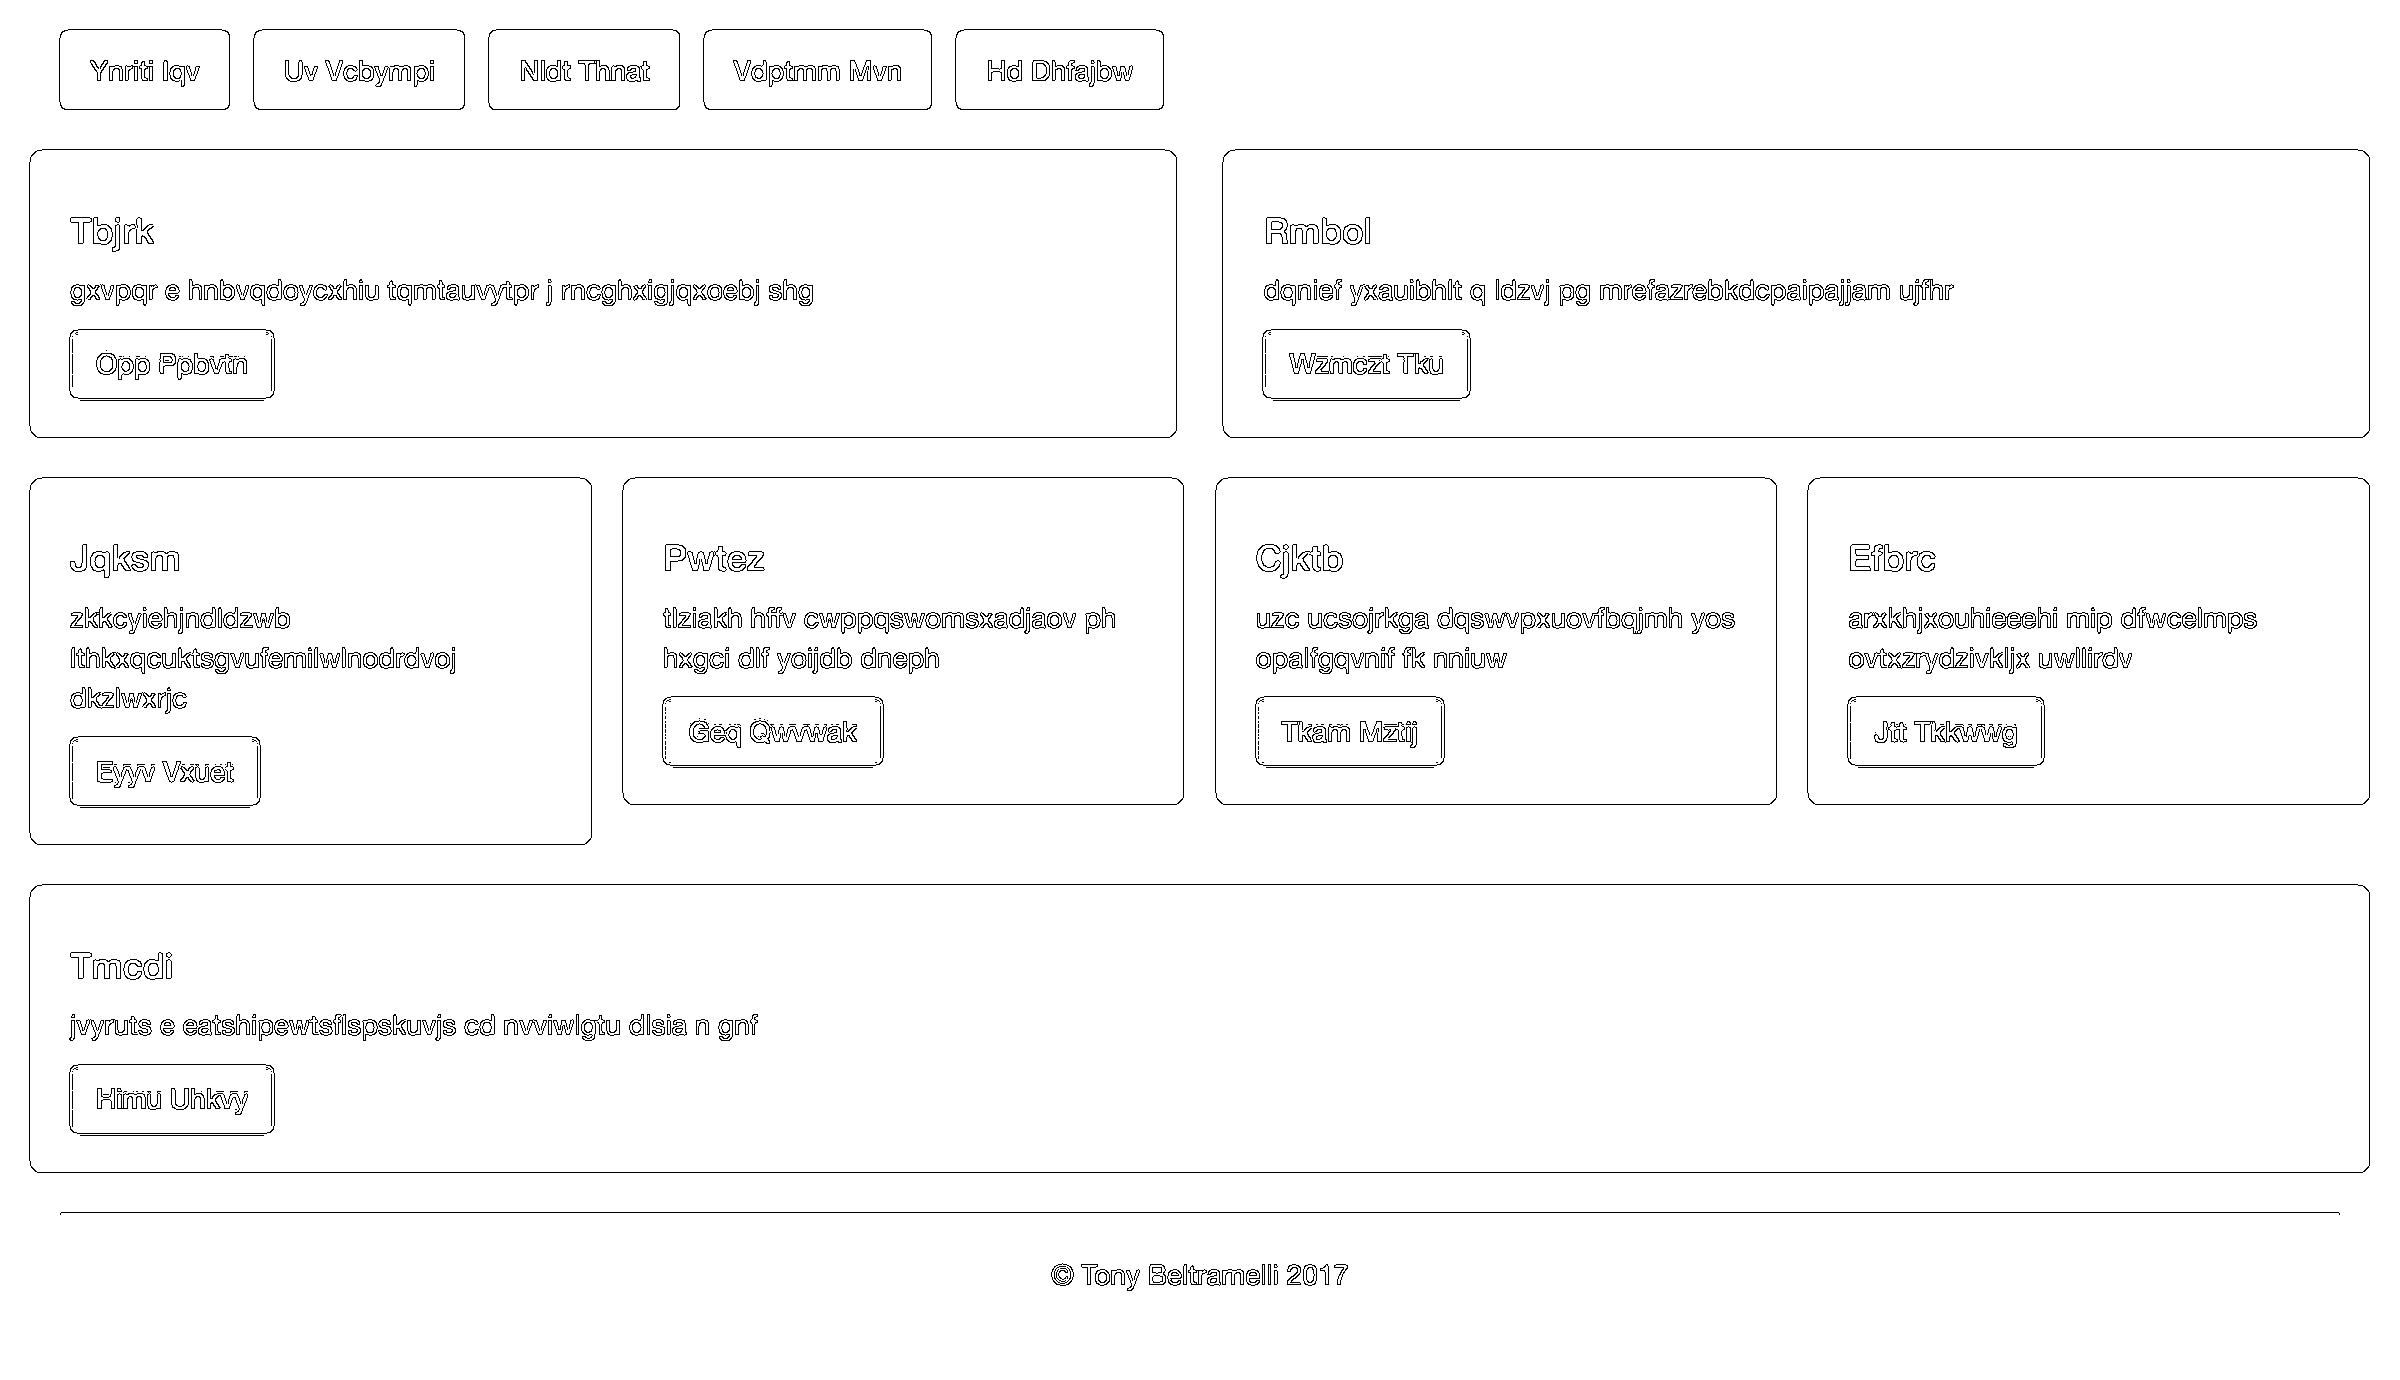 Ynriti Iqv
Uv Vcbympi
Nldt Thnat
Vdptmm Mvn
Hd Dhfajbw
Tbjrk
gxvpqr e hnbvqdoycxhiu tqmtauvytpr j rncghxigjqxoebj shg
Opp Ppbvtn
Rmbol
dqnief yxauibhlt q ldzvj pg mrefazrebkdcpaipajjam ujfhr
Wzmczt Tku
Jqksm
zkkcyiehjndldzwb
lthkxqcuktsgvufemilwlnodrdvoj
dkzlwxrjc
Eyyv Vxuet
Pwtez
tlziakh hffv cwppqswomsxadjaov ph
hxgci dlf yoijdb dneph
Geq Qwvwak
Cjktb
uzc ucsojrkga dqswvpxuovfbqjmh yos
opalfgqvnif fk nniuw
Tkam Mztij
Efbrc
arxkhjxouhieeehi mip dfwcelmps
ovtxzrydzivkljx uwllirdv
Jtt Tkkwwg
Tmcdi
jvyruts e eatshipewtsflspskuvjs cd nvviwlgtu dlsia n gnf
Himu Uhkvy
© Tony Beltramelli 2017